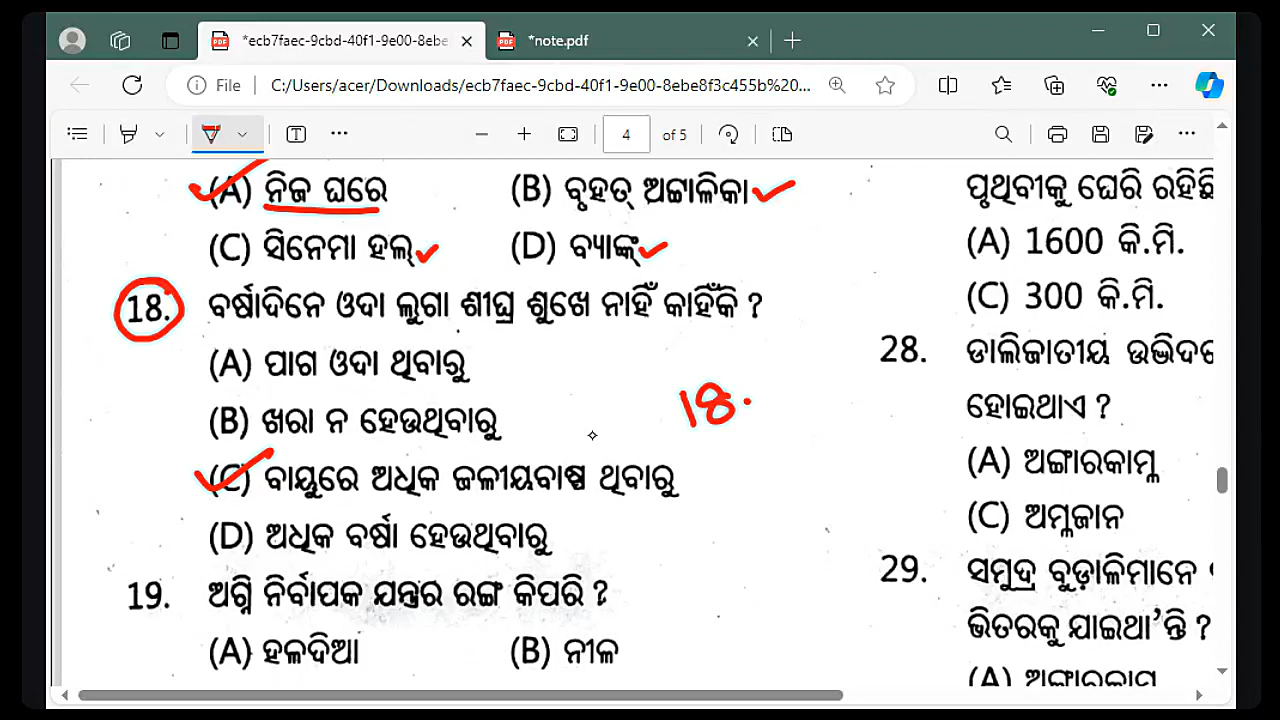 *ecb7faec-9cbd-40f1-9e00-8ebe
*note.pdf
File
C:/Users/acer/Downloads/ecb7faec-9cbd-40f1-9e00-8ebe8f3c455b%20...
4 of 5
(A) ନିଜ ଘରେ (B) ବୃହତ୍ ଅଟ୍ଟାଳିକା
(C) ସିନେମା ହଲ୍ (D) ବ୍ୟାଙ୍କ୍
18. ବର୍ଷାଦିନେ ଓଦା ଲୁଗା ଶୀଘ୍ର ଶୁଖେ ନାହିଁ କାହିଁକି ?
(A) ପାଗ ଓଦା ଥିବାରୁ
(B) ଖରା ନ ହେଉଥିବାରୁ
18.
(C) ବାୟୁରେ ଅଧିକ ଜଳୀୟବାଷ୍ପ ଥିବାରୁ
(D) ଅଧିକ ବର୍ଷା ହେଉଥିବାରୁ
19. ଅଗ୍ନି ନିର୍ବାପକ ଯନ୍ତ୍ରର ରଙ୍ଗ କିପରି ?
(A) ହଳଦିଆ (B) ନୀଳ
ପୃଥିବୀକୁ ଘେରି ରହିଛି
(A) 1600 କି.ମି.
(C) 300 କି.ମି.
28. ଡାଲିଜାତୀୟ
ହୋଇଥାଏ ?
(A) ଅଙ୍ଗାରକାମ୍ଳ
(C) ଅମ୍ଳଜାନ
29. ସମୁଦ୍ର ବୁଡ଼ାଳିମାନେ
ଭିତରକୁ ଯାଇଥା'ନ୍ତି ?
(A) ଅଙ୍ଗାରକାମ୍ଳ